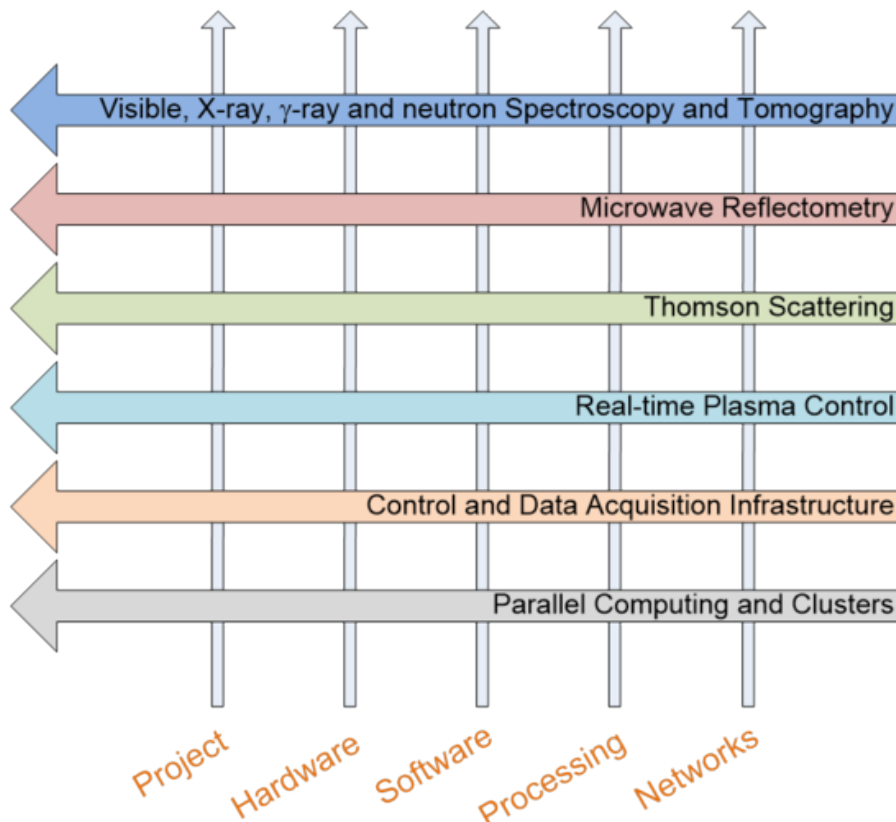 Visible, X-ray, γ-ray and neutron Spectroscopy and Tomography
Microwave Reflectometry
Thomson Scattering
Real-time Plasma Control
Control and Data Acquisition Infrastructure
Parallel Computing and Clusters
Project
Hardware
Software
Processing
Networks